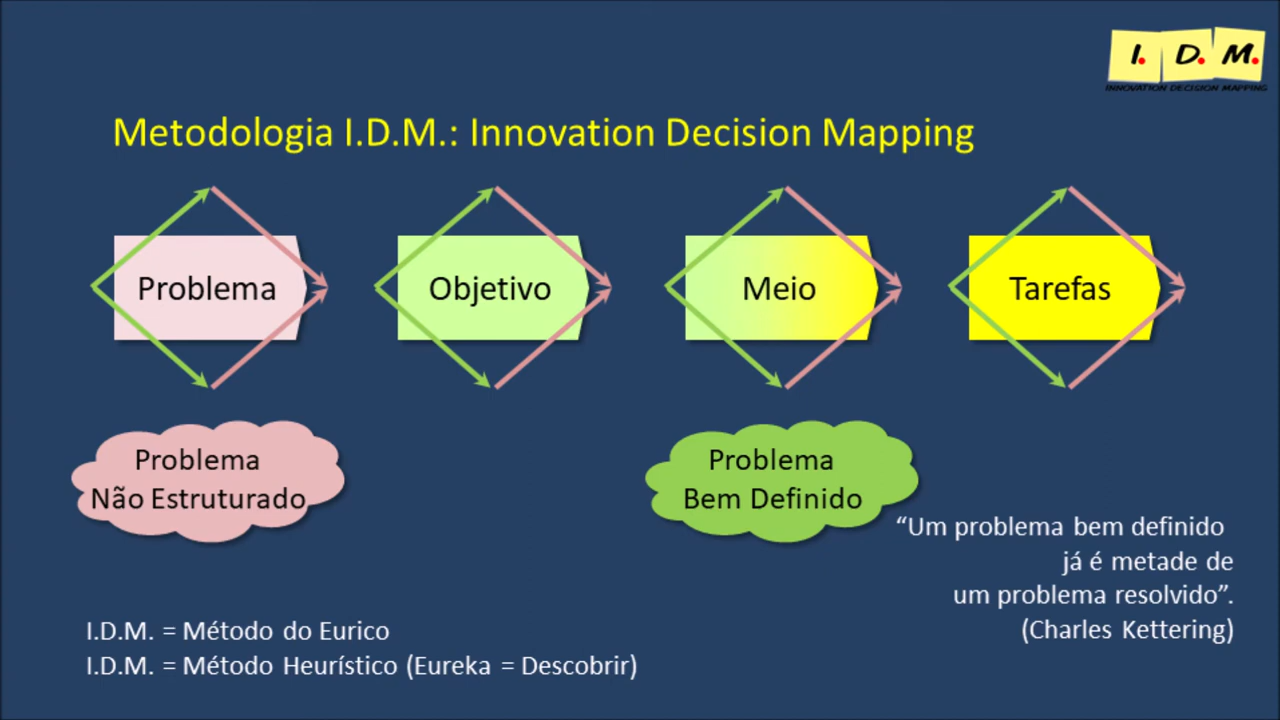 I. D. M.
INNOVATION DECISION MAPPING
Metodologia I.D.M.: Innovation Decision Mapping
Problema
Objetivo
Meio
Tarefas
Problema
Não Estruturado
Problema
Bem Definido
“Um problema bem definido
já é metade de
um problema resolvido”.
(Charles Kettering)
I.D.M. = Método do Eurico
I.D.M. = Método Heurístico (Eureka = Descobrir)